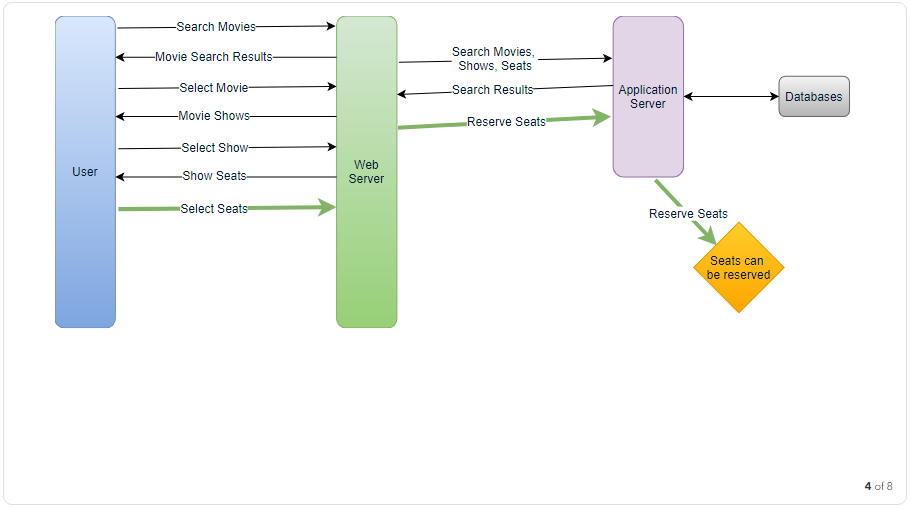 Search Movies
Movie Search Results
Select Movie
Movie Shows
Select Show
Show Seats
Select Seats
User
Web
Server
Search Movies,
Shows, Seats
Search Results
Reserve Seats
Application
Server
Databases
Reserve Seats
Seats can
be reserved
4 of 8